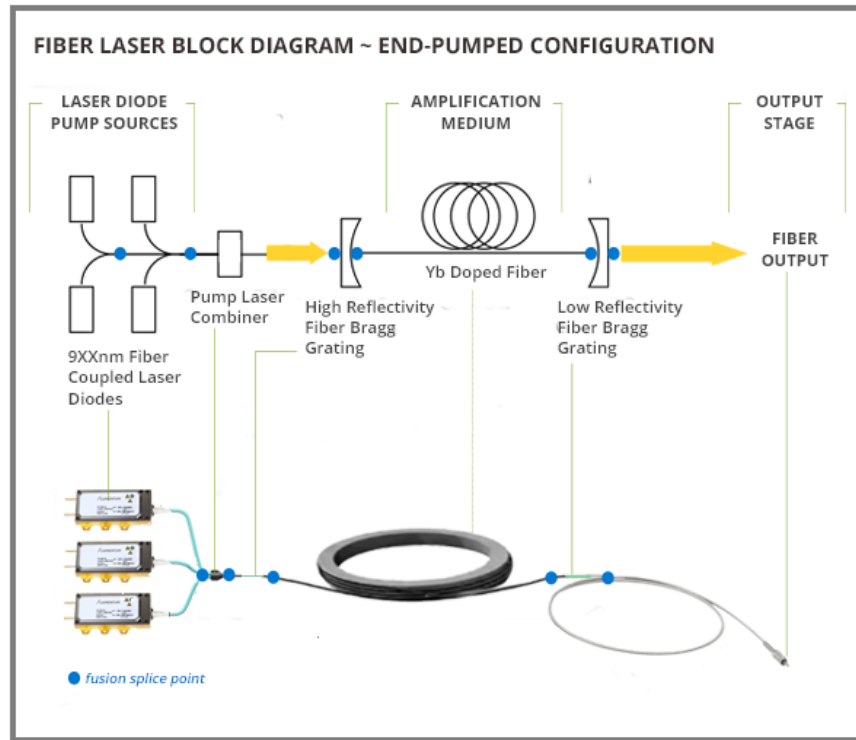 FIBER LASER BLOCK DIAGRAM ~ END-PUMPED CONFIGURATION
LASER DIODE
PUMP SOURCES
AMPLIFICATION
MEDIUM
OUTPUT
STAGE
FIBER
OUTPUT
Yb Doped Fiber
Pump Laser
Combiner
High Reflectivity
Fiber Bragg
Grating
Low Reflectivity
Fiber Bragg
Grating
9XXnm Fiber
Coupled Laser
Diodes
fusion splice point